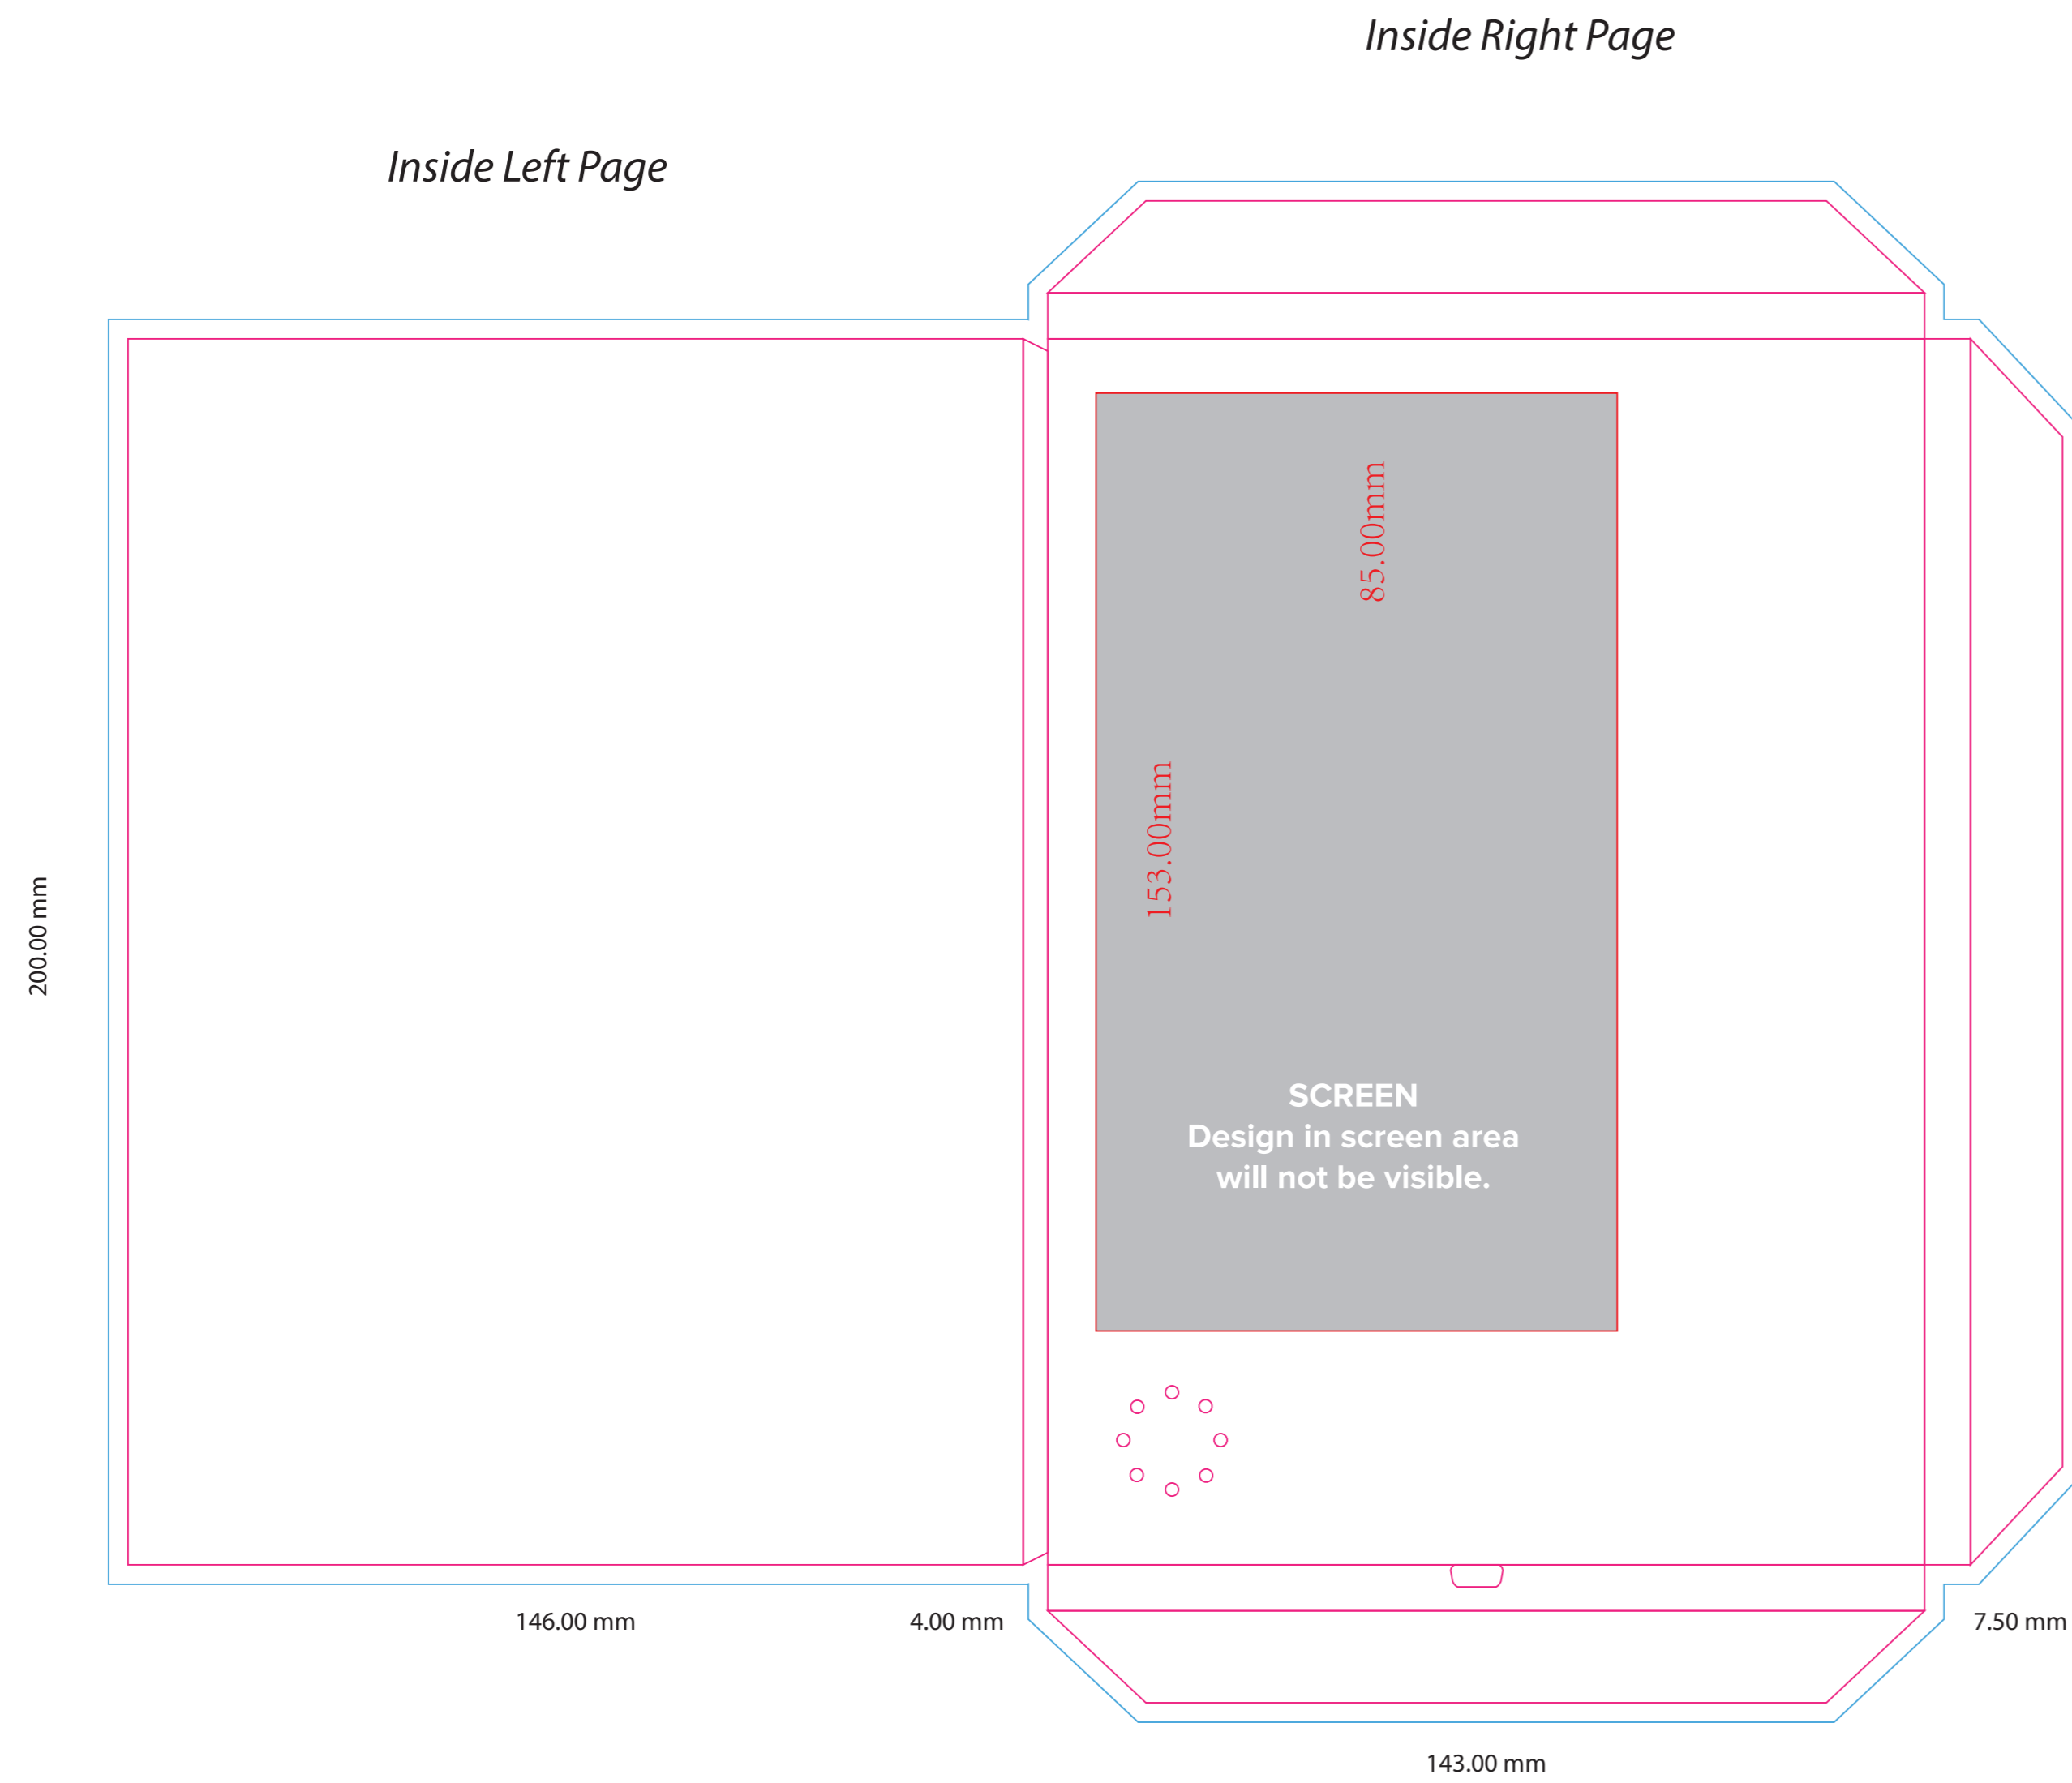 Inside Right Page
Inside Left Page
85.00mm
153.00mm
200.00 mm
SCREEN
Design in screen area
will not be visible.
146.00 mm
4.00 mm
7.50 mm
143.00 mm